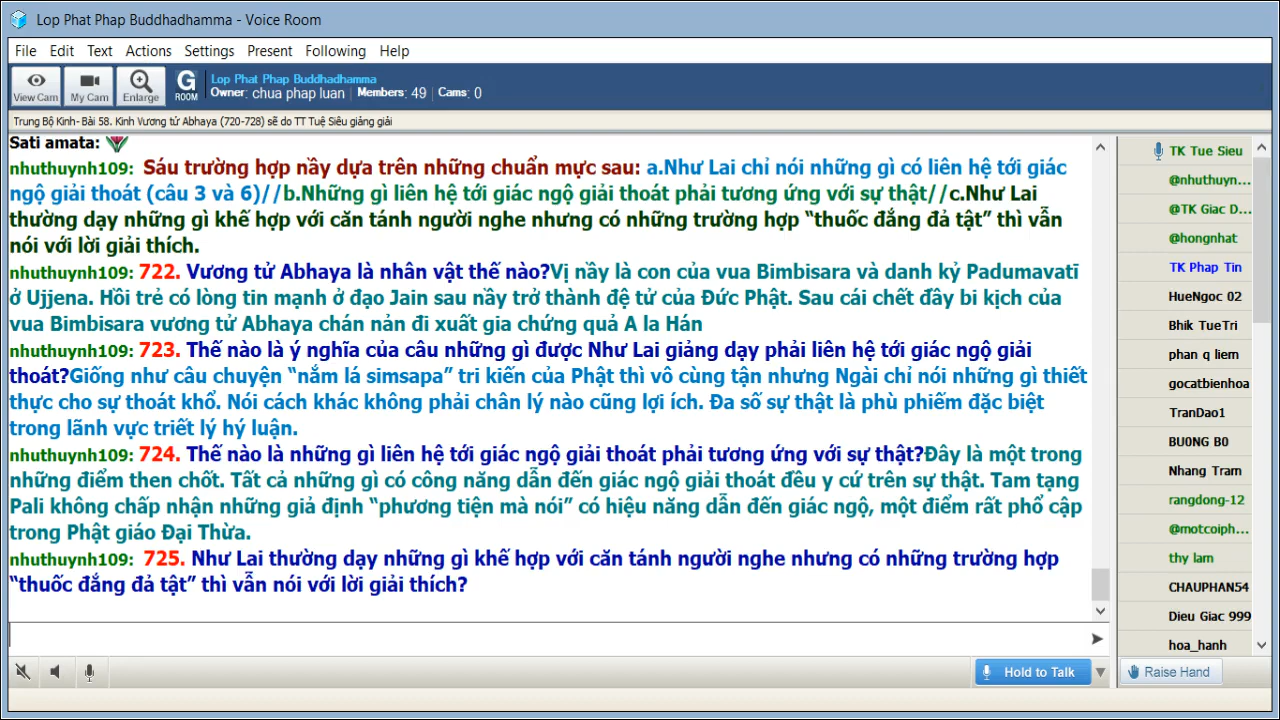 Lop Phat Phap Buddhadhamma - Voice Room
File Edit Text Actions Settings Present Following Help
View Cam My Cam Enlarge G ROOM
Lop Phat Phap Buddhadhamma
Owner: chua phap luan Members: 49 Cams: 0
Trung Bộ Kinh- Bài 58. Kinh Vương tử Abhaya (720-728) sẽ do TT Tuệ Siêu giảng giải
Sati amata:
nhuthuynh109: Sáu trường hợp nầy dựa trên những chuẩn mực sau: a.Như Lai chỉ nói những gì có liên hệ tới giác
ngộ giải thoát (câu 3 và 6)//b.Những gì liên hệ tới giác ngộ giải thoát phải tương ứng với sự thật//c.Như Lai
thường dạy những gì khế hợp với căn tánh người nghe nhưng có những trường hợp “thuốc đắng đả tật” thì vẫn
nói với lời giải thích.
nhuthuynh109: 722. Vương tử Abhaya là nhân vật thế nào?Vị nầy là con của vua Bimbisara và danh kỷ Padumavatī
ở Ujjena. Hồi trẻ có lòng tin mạnh ở đạo Jain sau nầy trở thành đệ tử của Đức Phật. Sau cái chết đầy bi kịch của
vua Bimbisara vương tử Abhaya chán nản đi xuất gia chứng quả A la Hán
nhuthuynh109: 723. Thế nào là ý nghĩa của câu những gì được Như Lai giảng dạy phải liên hệ tới giác ngộ giải
thoát?Giống như câu chuyện “nắm lá simsapa” tri kiến của Phật thì vô cùng tận nhưng Ngài chỉ nói những gì thiết
thực cho sự thoát khổ. Nói cách khác không phải chân lý nào cũng lợi ích. Đa số sự thật là phù phiếm đặc biệt
trong lãnh vực triết lý hý luận.
nhuthuynh109: 724. Thế nào là những gì liên hệ tới giác ngộ giải thoát phải tương ứng với sự thật?Đây là một trong
những điểm then chốt. Tất cả những gì có công năng dẫn đến giác ngộ giải thoát đều y cứ trên sự thật. Tam tạng
Pali không chấp nhận những giả định “phương tiện mà nói” có hiệu năng dẫn đến giác ngộ, một điểm rất phổ cập
trong Phật giáo Đại Thừa.
nhuthuynh109: 725. Như Lai thường dạy những gì khế hợp với căn tánh người nghe nhưng có những trường hợp
“thuốc đắng đả tật” thì vẫn nói với lời giải thích?
TK Tue Sieu
@nhuthuyn...
@TK Giac D...
@hongnhat
TK Phap Tin
HueNgoc 02
Bhik TueTri
phan q liem
gocatbienhoa
TranDao1
BU0NG B0
Nhang Tram
rangdong-12
@motcoiph...
thy lam
CHAUPHAN54
Dieu Giac 999
hoa_hanh
Hold to Talk
Raise Hand